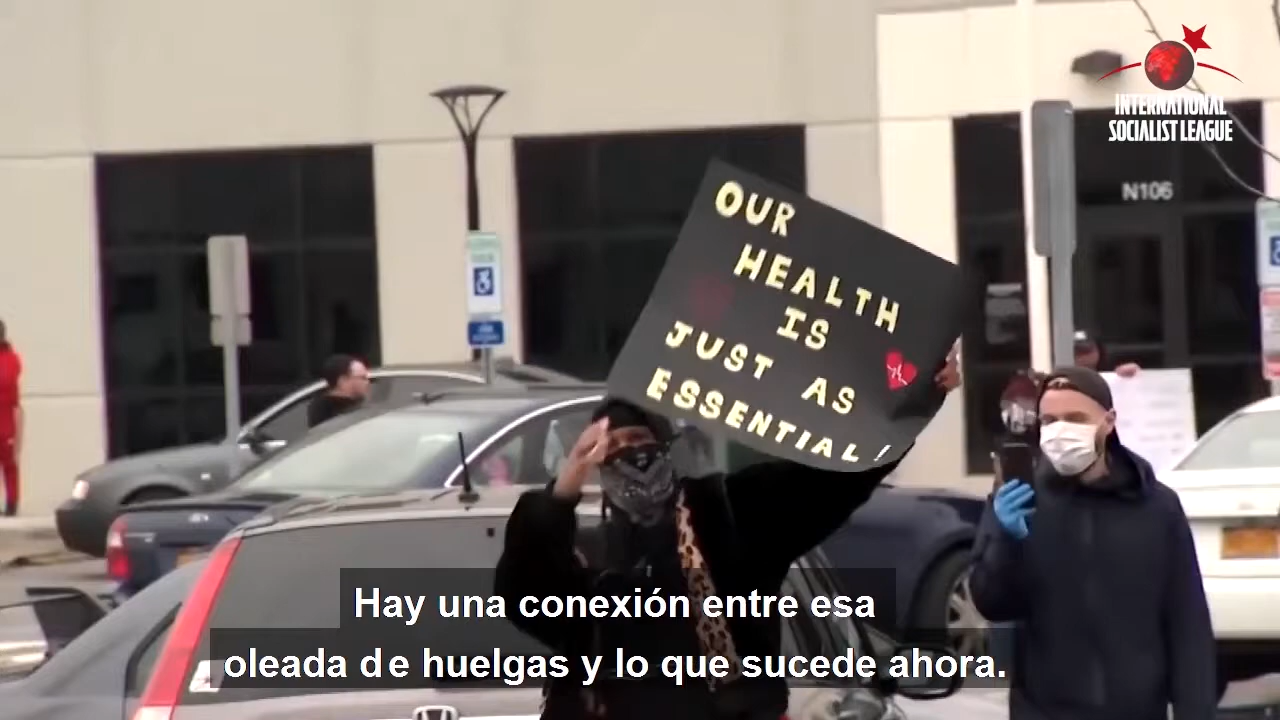 INTERNATIONAL
SOCIALIST LEAGUE
N106
OUR
HEALTH
IS
JUST AS
ESSENTIAL!
Hay una conexión entre esa
oleada de huelgas y lo que sucede ahora.